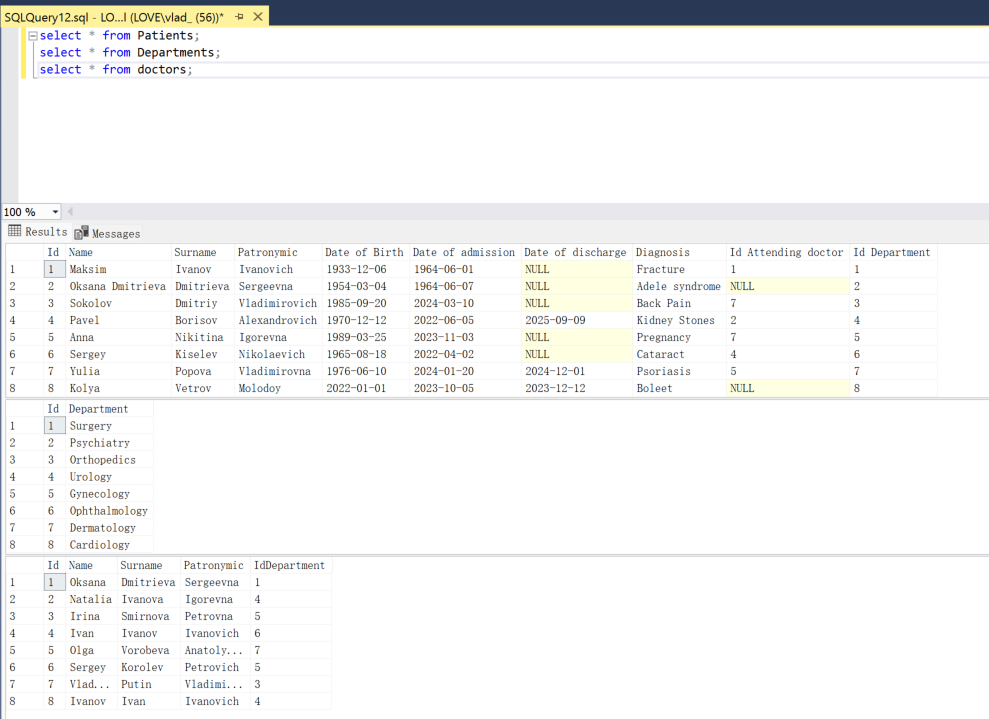 SQLQuery12.sql - LO...l (LOVE\vlad_ (56))*
select * from Patients;
select * from Departments;
select * from doctors;
100 %
Results Messages
Id Name Surname Patronymic Date of Birth Date of admission Date of discharge Diagnosis Id Attending doctor Id Department
1 1 Maksim Ivanov Ivanovich 1933-12-06 1964-06-01 NULL Fracture 1 1
2 2 Oksana Dmitrieva Dmitrieva Sergeevna 1954-03-04 1964-06-07 NULL Adele syndrome NULL 2
3 3 Sokolov Dmitriy Vladimirovich 1985-09-20 2024-03-10 NULL Back Pain 7 3
4 4 Pavel Borisov Alexandrovich 1970-12-12 2022-06-05 2025-09-09 Kidney Stones 2 4
5 5 Anna Nikitina Igorevna 1989-03-25 2023-11-03 NULL Pregnancy 7 5
6 6 Sergey Kiselev Nikolaevich 1965-08-18 2022-04-02 NULL Cataract 4 6
7 7 Yulia Popova Vladimirovna 1976-06-10 2024-01-20 2024-12-01 Psoriasis 5 7
8 8 Kolya Vetrov Molodoy 2022-01-01 2023-10-05 2023-12-12 Boleet NULL 8
Id Department
1 1 Surgery
2 2 Psychiatry
3 3 Orthopedics
4 4 Urology
5 5 Gynecology
6 6 Ophthalmology
7 7 Dermatology
8 8 Cardiology
Id Name Surname Patronymic IdDepartment
1 1 Oksana Dmitrieva Sergeevna 1
2 2 Natalia Ivanova Igorevna 4
3 3 Irina Smirnova Petrovna 5
4 4 Ivan Ivanov Ivanovich 6
5 5 Olga Vorobeva Anatoly... 7
6 6 Sergey Korolev Petrovich 5
7 7 Vlad... Putin Vladimi... 3
8 8 Ivanov Ivan Ivanovich 4